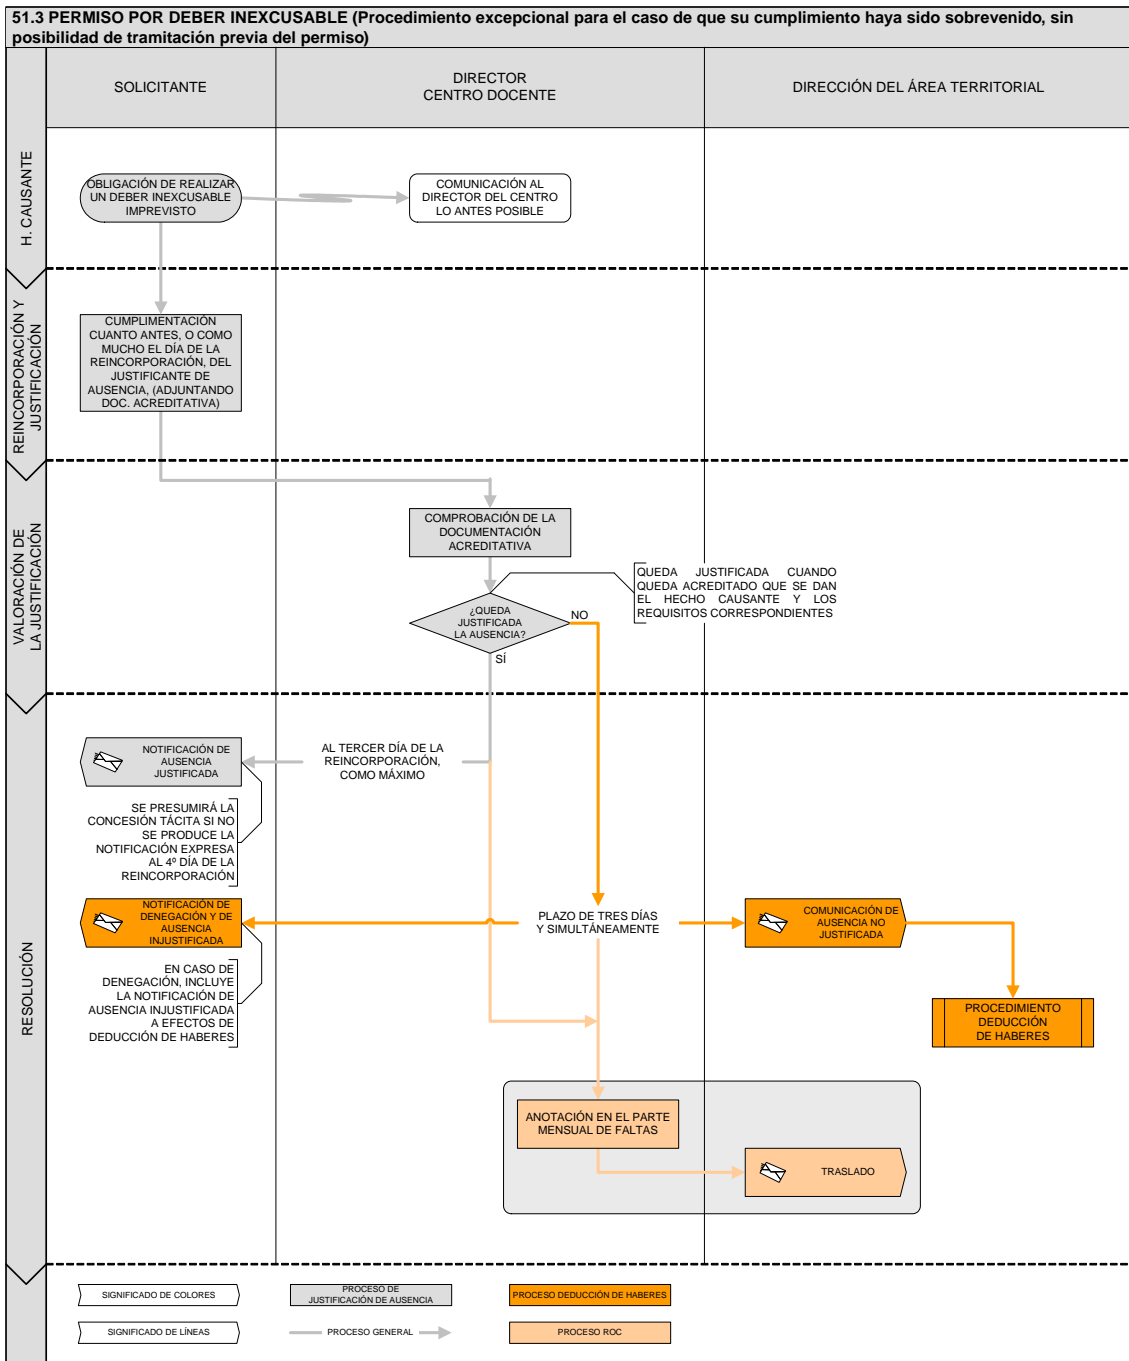 51.3 PERMISO POR DEBER INEXCUSABLE (Procedimiento excepcional para el caso de que su cumplimiento haya sido sobrevenido, sin
posibilidad de tramitación previa del permiso)
SOLICITANTE
DIRECTOR
CENTRO DOCENTE
DIRECCIÓN DEL ÁREA TERRITORIAL
H. CAUSANTE
OBLIGACIÓN DE REALIZAR
UN DEBER INEXCUSABLE
IMPREVISTO
COMUNICACIÓN AL
DIRECTOR DEL CENTRO
LO ANTES POSIBLE
REINCORPORACIÓN Y
JUSTIFICACIÓN
CUMPLIMENTACIÓN
CUANTO ANTES, O COMO
MUCHO EL DÍA DE LA
REINCORPORACIÓN, DEL
JUSTIFICANTE DE
AUSENCIA, (ADJUNTANDO
DOC. ACREDITATIVA)
VALORACIÓN DE
LA JUSTIFICACIÓN
COMPROBACIÓN DE LA
DOCUMENTACIÓN
ACREDITATIVA
QUEDA JUSTIFICADA CUANDO
QUEDA ACREDITADO QUE SE DAN
EL HECHO CAUSANTE Y LOS
REQUISITOS CORRESPONDIENTES
¿QUEDA
JUSTIFICADA
LA AUSENCIA?
NO
SÍ
RESOLUCIÓN
NOTIFICACIÓN DE
AUSENCIA
JUSTIFICADA
AL TERCER DÍA DE LA
REINCORPORACIÓN,
COMO MÁXIMO
SE PRESUMIRÁ LA
CONCESIÓN TÁCITA SI NO
SE PRODUCE LA
NOTIFICACIÓN EXPRESA
AL 4º DÍA DE LA
REINCORPORACIÓN
NOTIFICACIÓN DE
DENEGACIÓN Y DE
AUSENCIA
INJUSTIFICADA
PLAZO DE TRES DÍAS
Y SIMULTÁNEAMENTE
COMUNICACIÓN DE
AUSENCIA NO
JUSTIFICADA
EN CASO DE
DENEGACIÓN, INCLUYE
LA NOTIFICACIÓN DE
AUSENCIA INJUSTIFICADA
A EFECTOS DE
DEDUCCIÓN DE HABERES
PROCEDIMIENTO
DEDUCCIÓN
DE HABERES
ANOTACIÓN EN EL PARTE
MENSUAL DE FALTAS
TRASLADO
SIGNIFICADO DE COLORES
PROCESO DE
JUSTIFICACIÓN DE AUSENCIA
PROCESO DEDUCCIÓN DE HABERES
SIGNIFICADO DE LÍNEAS
PROCESO GENERAL
PROCESO ROC